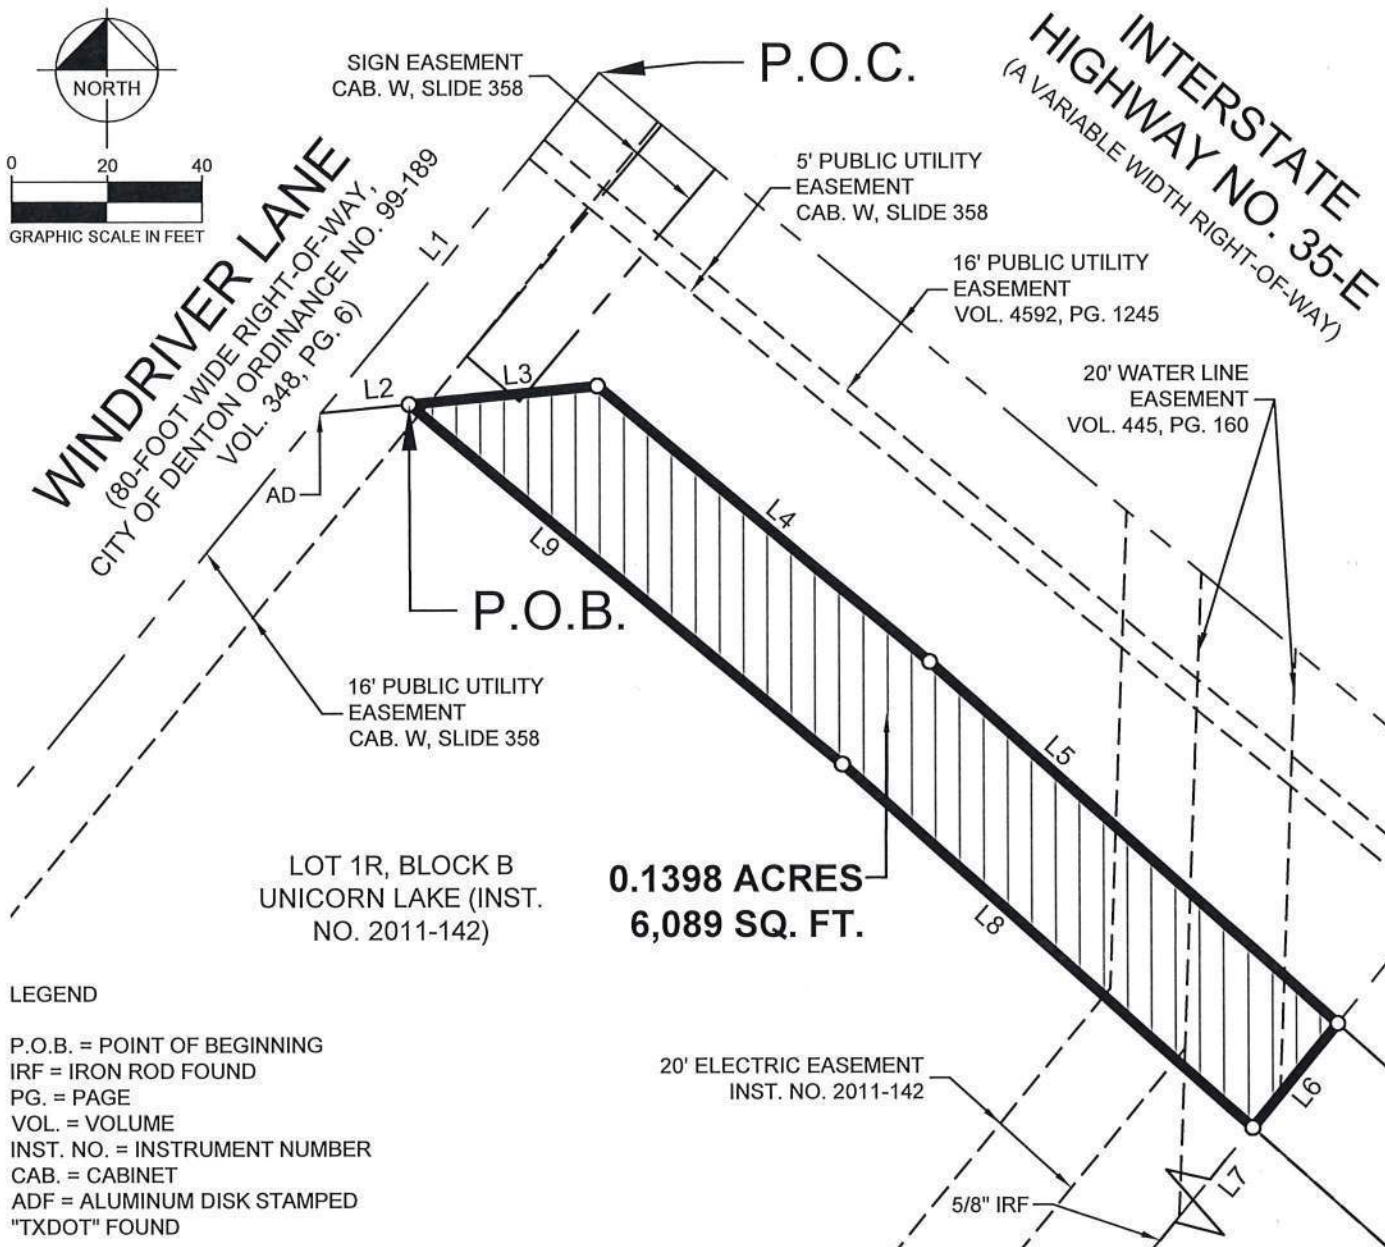 NORTH
0 20 40
GRAPHIC SCALE IN FEET
SIGN EASEMENT
CAB. W, SLIDE 358
P.O.C.
INTERSTATE
HIGHWAY NO. 35-E
(A VARIABLE WIDTH RIGHT-OF-WAY)
WINDRIVER LANE
(80-FOOT WIDE RIGHT-OF-WAY,
CITY OF DENTON ORDINANCE NO. 99-189
VOL. 348, PG. 6)
L1
5' PUBLIC UTILITY
EASEMENT
CAB. W, SLIDE 358
16' PUBLIC UTILITY
EASEMENT
VOL. 4592, PG. 1245
20' WATER LINE
EASEMENT
VOL. 445, PG. 160
L2
L3
AD
L4
L9
P.O.B.
16' PUBLIC UTILITY
EASEMENT
CAB. W, SLIDE 358
L5
LOT 1R, BLOCK B
UNICORN LAKE (INST.
NO. 2011-142)
0.1398 ACRES
6,089 SQ. FT.
L8
LEGEND
P.O.B. = POINT OF BEGINNING
IRF = IRON ROD FOUND
PG. = PAGE
VOL. = VOLUME
INST. NO. = INSTRUMENT NUMBER
CAB. = CABINET
ADF = ALUMINUM DISK STAMPED
"TXDOT" FOUND
20' ELECTRIC EASEMENT
INST. NO. 2011-142
L6
L7
5/8" IRF